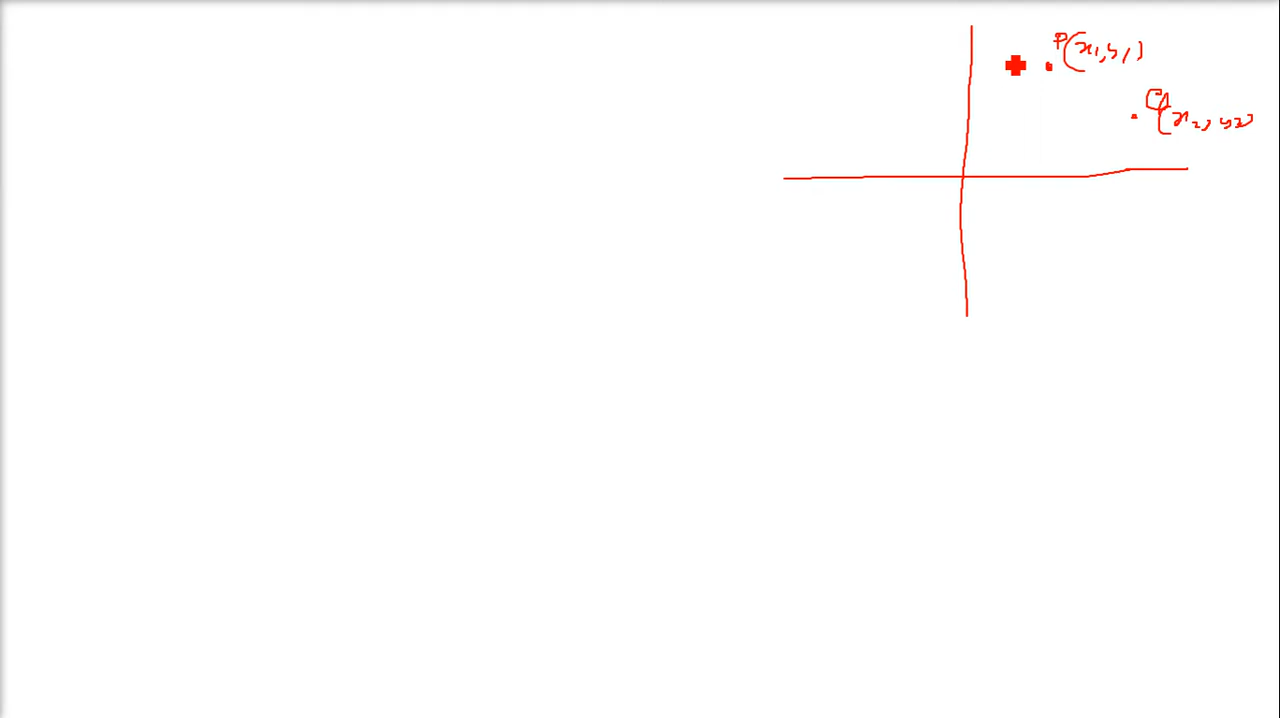 P(x1, y1)
Q(x2, y2)